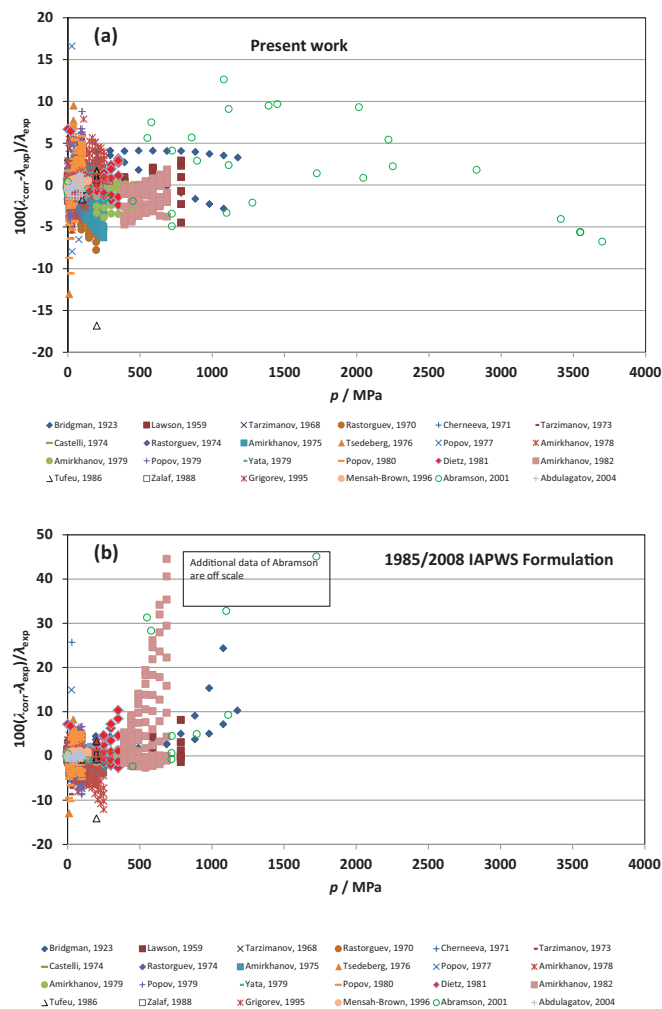 (a)
Present work
20
15
10
5
0
-5
-10
-15
-20
100(λcorr-λexp)/λexp
0 500 1000 1500 2000 2500 3000 3500 4000
p / MPa
Bridgman, 1923 Lawson, 1959 Tarzimanov, 1968 Rastorguev, 1970 Cherneeva, 1971 Tarzimanov, 1973
Castelli, 1974 Rastorguev, 1974 Amirkhanov, 1975 Tsedeberg, 1976 Popov, 1977 Amirkhanov, 1978
Amirkhanov, 1979 Popov, 1979 Yata, 1979 Popov, 1980 Dietz, 1981 Amirkhanov, 1982
Tufeu, 1986 Zalaf, 1988 Grigorev, 1995 Mensah-Brown, 1996 Abramson, 2001 Abdulagatov, 2004
(b)
1985/2008 IAPWS Formulation
Additional data of Abramson
are off scale
50
40
30
20
10
0
-10
-20
100(λcorr-λexp)/λexp
0 500 1000 1500 2000 2500 3000 3500 4000
p / MPa
Bridgman, 1923 Lawson, 1959 Tarzimanov, 1968 Rastorguev, 1970 Cherneeva, 1971 Tarzimanov, 1973
Castelli, 1974 Rastorguev, 1974 Amirkhanov, 1975 Tsedeberg, 1976 Popov, 1977 Amirkhanov, 1978
Amirkhanov, 1979 Popov, 1979 Yata, 1979 Popov, 1980 Dietz, 1981 Amirkhanov, 1982
Tufeu, 1986 Zalaf, 1988 Grigorev, 1995 Mensah-Brown, 1996 Abramson, 2001 Abdulagatov, 2004